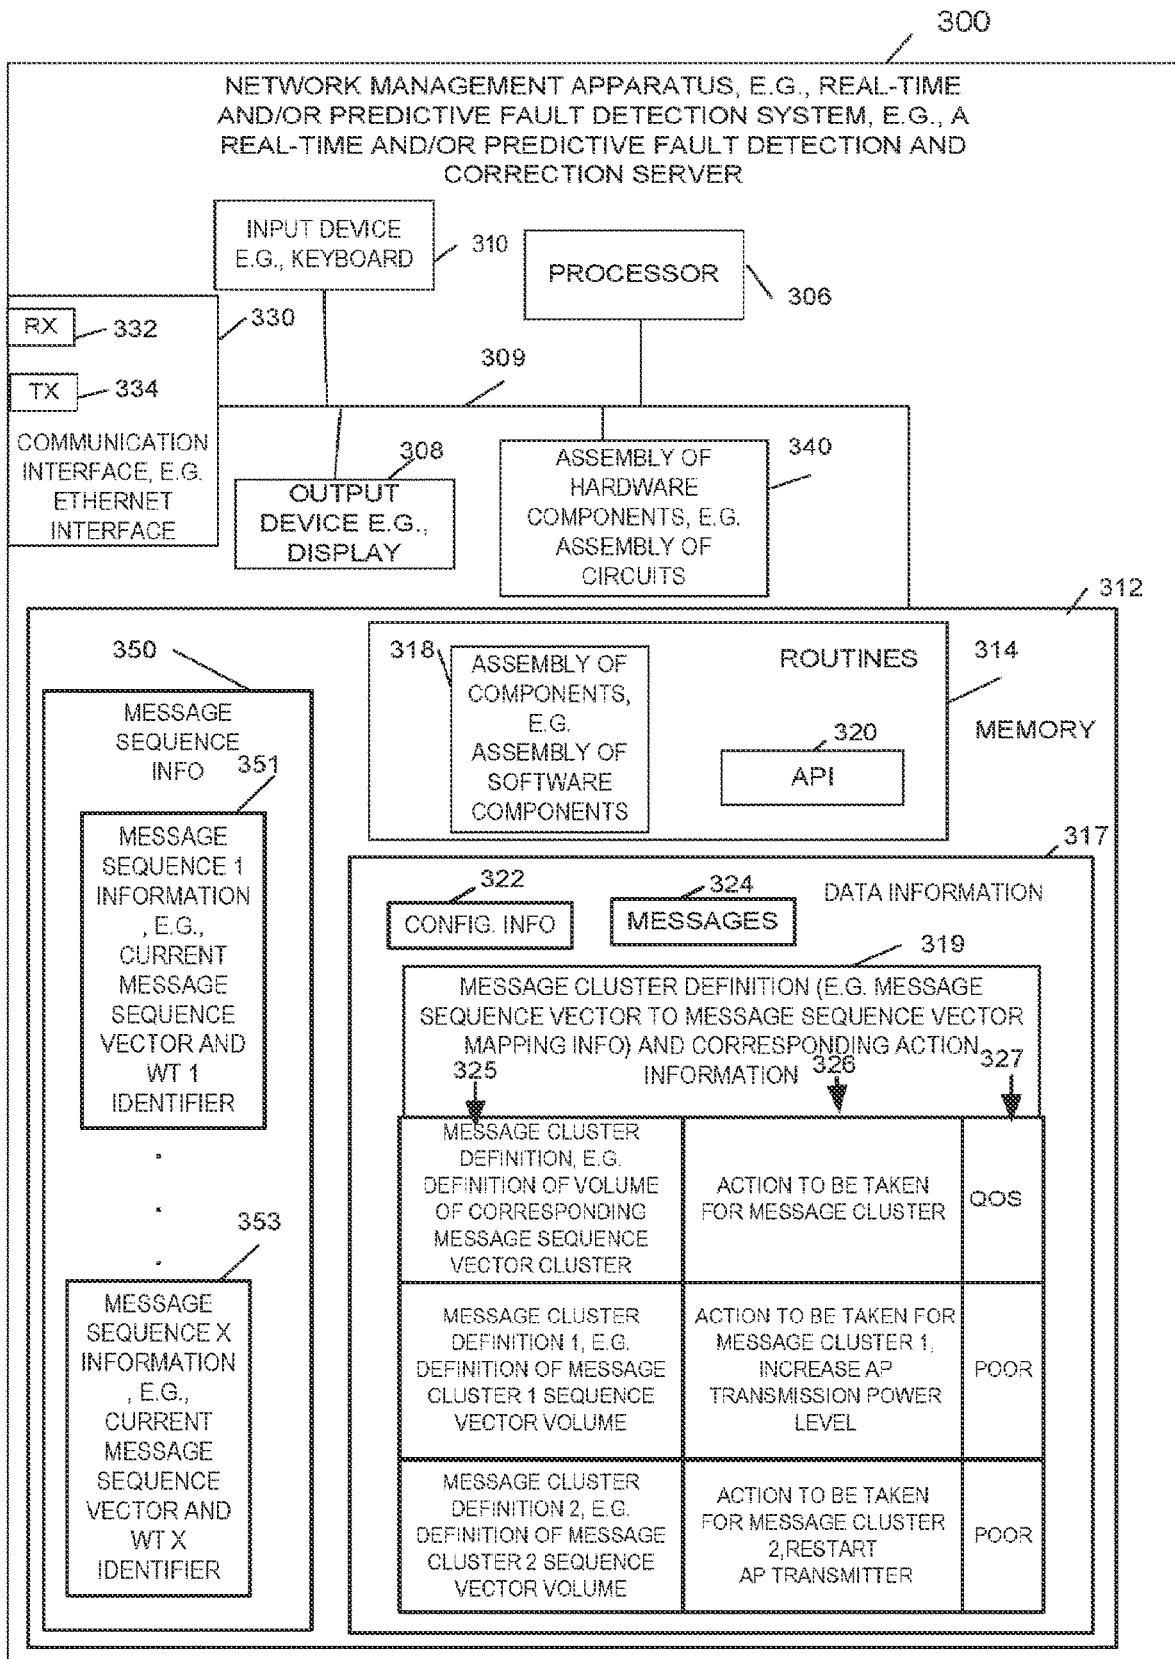 300
NETWORK MANAGEMENT APPARATUS, E.G., REAL-TIME
AND/OR PREDICTIVE FAULT DETECTION SYSTEM, E.G., A
REAL-TIME AND/OR PREDICTIVE FAULT DETECTION AND
CORRECTION SERVER
INPUT DEVICE
E.G., KEYBOARD
310
PROCESSOR
306
RX
332
330
TX
334
COMMUNICATION
INTERFACE, E.G.
ETHERNET
INTERFACE
309
308
OUTPUT
DEVICE E.G.,
DISPLAY
ASSEMBLY OF
HARDWARE
COMPONENTS, E.G.
ASSEMBLY OF
CIRCUITS
340
312
350
MESSAGE
SEQUENCE
INFO
351
MESSAGE
SEQUENCE 1
INFORMATION
, E.G.,
CURRENT
MESSAGE
SEQUENCE
VECTOR AND
WT 1
IDENTIFIER
.
.
.
353
MESSAGE
SEQUENCE X
INFORMATION
, E.G.,
CURRENT
MESSAGE
SEQUENCE
VECTOR AND
WT X
IDENTIFIER
318
ASSEMBLY OF
COMPONENTS,
E.G.
ASSEMBLY OF
SOFTWARE
COMPONENTS
ROUTINES
314
320
API
MEMORY
317
322
CONFIG. INFO
324
MESSAGES
DATA INFORMATION
319
MESSAGE CLUSTER DEFINITION (E.G. MESSAGE
SEQUENCE VECTOR TO MESSAGE SEQUENCE VECTOR
MAPPING INFO) AND CORRESPONDING ACTION
INFORMATION
325
326
327
MESSAGE CLUSTER
DEFINITION, E.G.
DEFINITION OF VOLUME
OF CORRESPONDING
MESSAGE SEQUENCE
VECTOR CLUSTER
ACTION TO BE TAKEN
FOR MESSAGE CLUSTER
QOS
MESSAGE CLUSTER
DEFINITION 1, E.G.
DEFINITION OF MESSAGE
CLUSTER 1 SEQUENCE
VECTOR VOLUME
ACTION TO BE TAKEN FOR
MESSAGE CLUSTER 1,
INCREASE AP
TRANSMISSION POWER
LEVEL
POOR
MESSAGE CLUSTER
DEFINITION 2, E.G.
DEFINITION OF MESSAGE
CLUSTER 2 SEQUENCE
VECTOR VOLUME
ACTION TO BE TAKEN
FOR MESSAGE CLUSTER
2,RESTART
AP TRANSMITTER
POOR